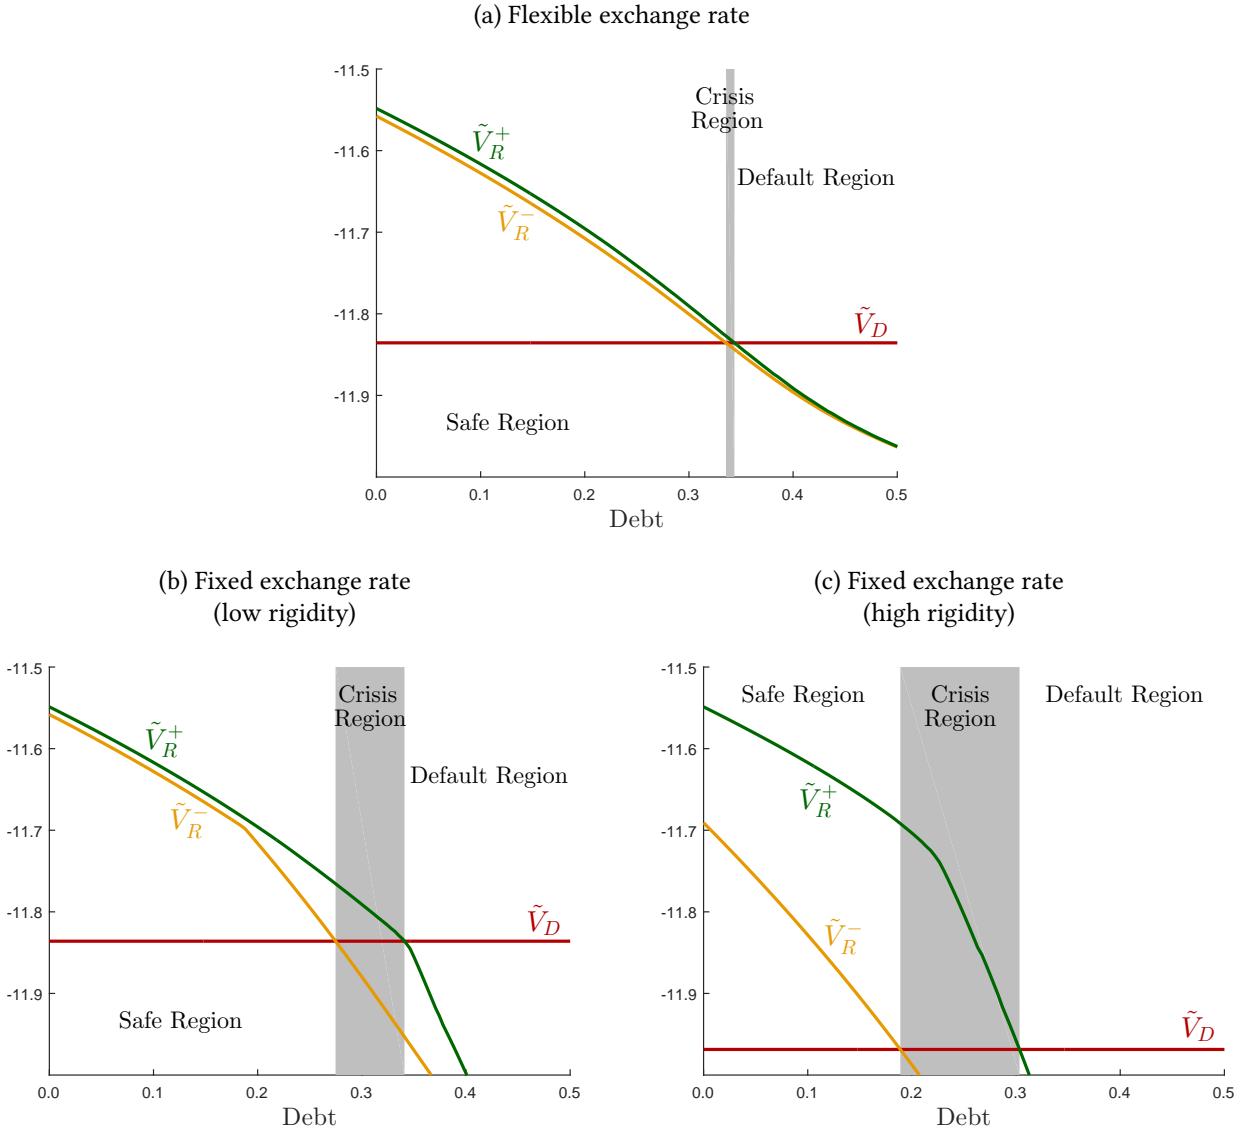 (a) Flexible exchange rate
-11.5
-11.6
-11.7
-11.8
-11.9
Crisis
Region
Default Region
Ṽ_R^+
Ṽ_R^-
Ṽ_D
Safe Region
0.0 0.1 0.2 0.3 0.4 0.5
Debt
(b) Fixed exchange rate
(low rigidity)
-11.5
-11.6
-11.7
-11.8
-11.9
Crisis
Region
Default Region
Ṽ_R^+
Ṽ_R^-
Ṽ_D
Safe Region
0.0 0.1 0.2 0.3 0.4 0.5
Debt
(c) Fixed exchange rate
(high rigidity)
-11.5
-11.6
-11.7
-11.8
-11.9
Safe Region
Crisis
Region
Default Region
Ṽ_R^+
Ṽ_R^-
Ṽ_D
0.0 0.1 0.2 0.3 0.4 0.5
Debt